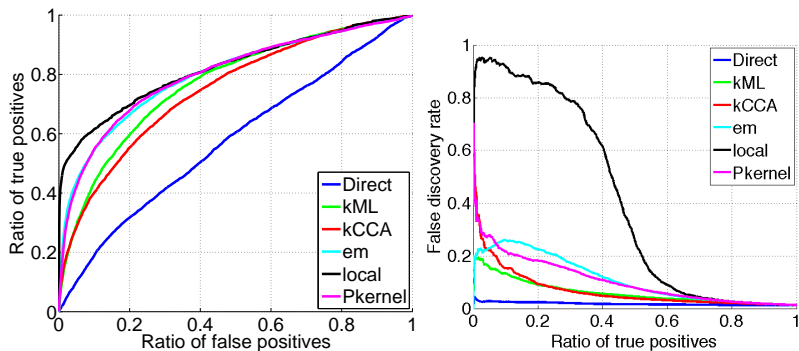 1
0.8
0.6
0.4
0.2
0
0
0.2
0.4
0.6
0.8
1
Ratio of true positives
Ratio of false positives
Direct
kML
kCCA
em
local
Pkernel
1
0.8
0.6
0.4
0.2
0
0
0.2
0.4
0.6
0.8
1
False discovery rate
Ratio of true positives
Direct
kML
kCCA
em
local
Pkernel